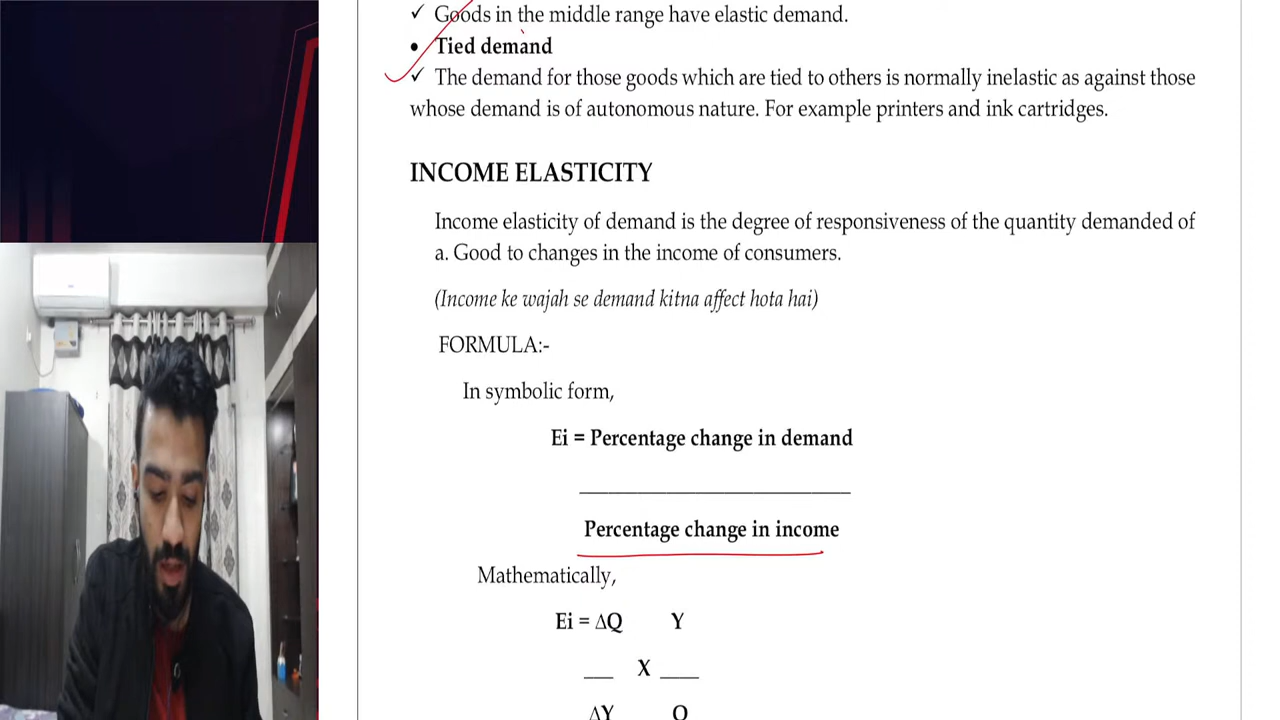 ✓ Goods in the middle range have elastic demand.
• Tied demand
✓ The demand for those goods which are tied to others is normally inelastic as against those
whose demand is of autonomous nature. For example printers and ink cartridges.
INCOME ELASTICITY
Income elasticity of demand is the degree of responsiveness of the quantity demanded of
a. Good to changes in the income of consumers.
(Income ke wajah se demand kitna affect hota hai)
FORMULA:-
In symbolic form,
Ei = Percentage change in demand
Percentage change in income
Mathematically,
Ei = ∆Q Y
___ X ____
∆Y Q